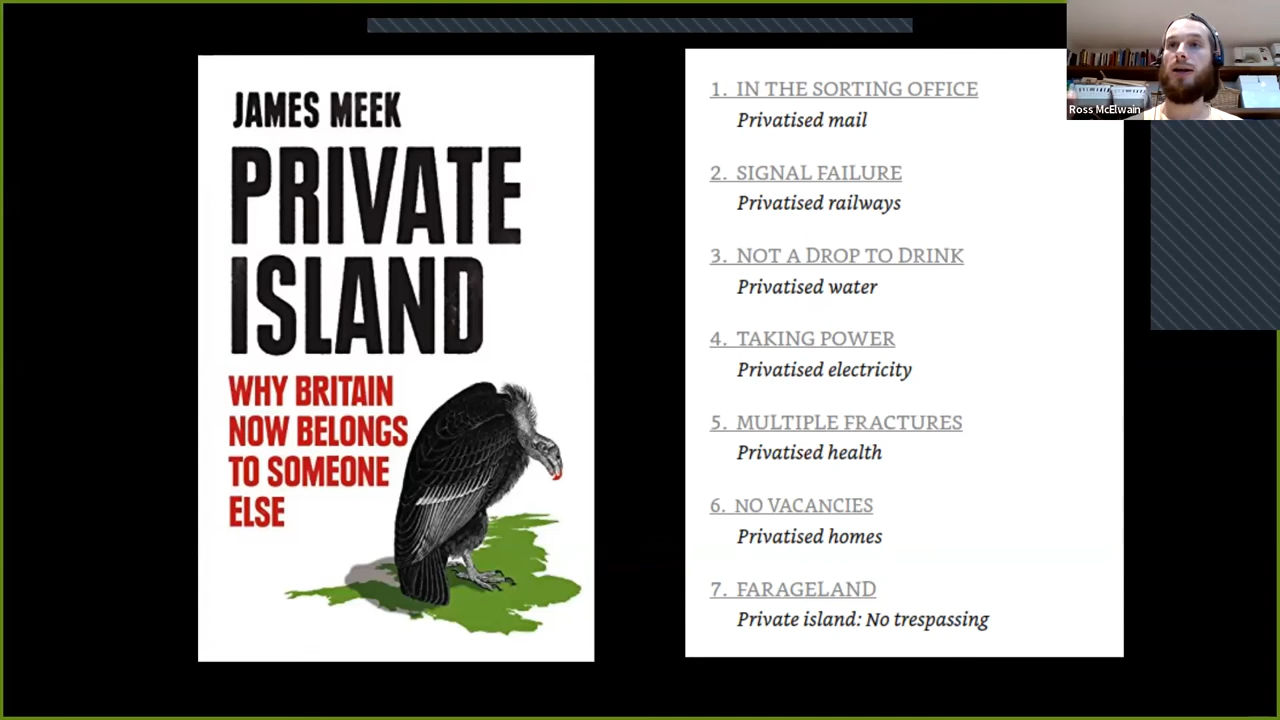 JAMES MEEK
PRIVATE
ISLAND
WHY BRITAIN
NOW BELONGS
TO SOMEONE
ELSE
1. IN THE SORTING OFFICE
Privatised mail
2. SIGNAL FAILURE
Privatised railways
3. NOT A DROP TO DRINK
Privatised water
4. TAKING POWER
Privatised electricity
5. MULTIPLE FRACTURES
Privatised health
6. NO VACANCIES
Privatised homes
7. FARAGELAND
Private island: No trespassing
Ross McElwain